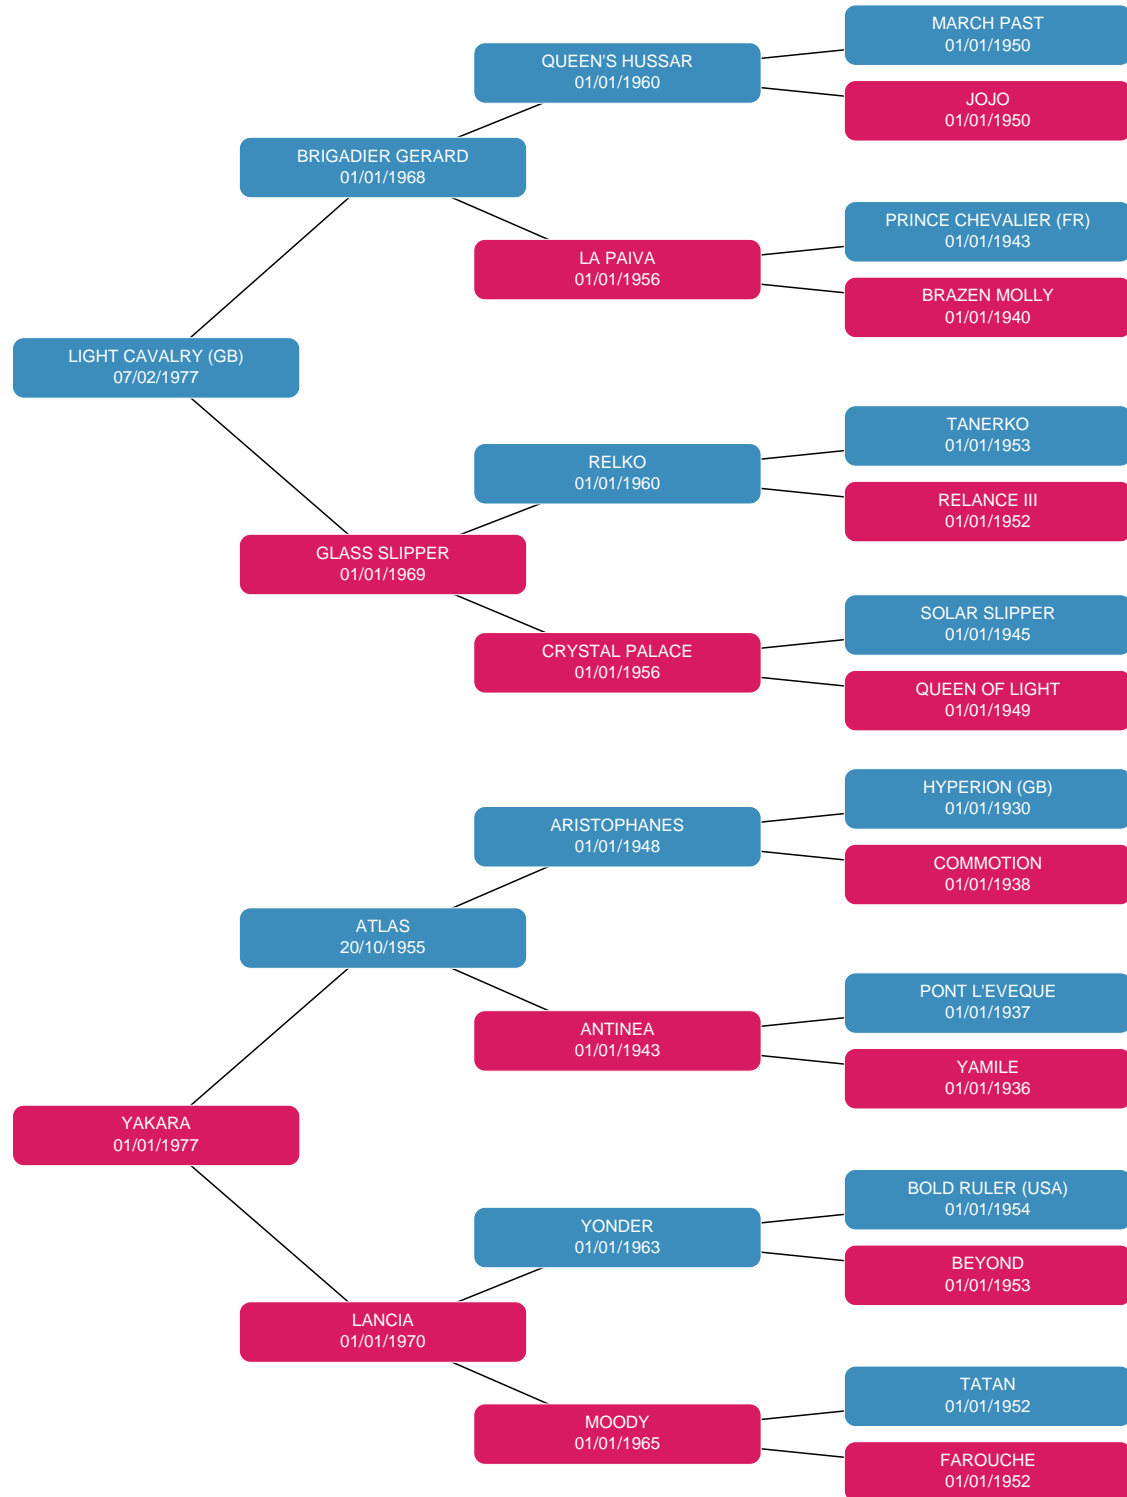 MARCH PAST
01/01/1950
QUEEN'S HUSSAR
01/01/1960
JOJO
01/01/1950
BRIGADIER GERARD
01/01/1968
PRINCE CHEVALIER (FR)
01/01/1943
LA PAIVA
01/01/1956
BRAZEN MOLLY
01/01/1940
LIGHT CAVALRY (GB)
07/02/1977
TANERKO
01/01/1953
RELKO
01/01/1960
RELANCE III
01/01/1952
GLASS SLIPPER
01/01/1969
SOLAR SLIPPER
01/01/1945
CRYSTAL PALACE
01/01/1956
QUEEN OF LIGHT
01/01/1949
HYPERION (GB)
01/01/1930
ARISTOPHANES
01/01/1948
COMMOTION
01/01/1938
ATLAS
20/10/1955
PONT L'EVEQUE
01/01/1937
ANTINEA
01/01/1943
YAMILE
01/01/1936
YAKARA
01/01/1977
BOLD RULER (USA)
01/01/1954
YONDER
01/01/1963
BEYOND
01/01/1953
LANCIA
01/01/1970
TATAN
01/01/1952
MOODY
01/01/1965
FAROUCHE
01/01/1952